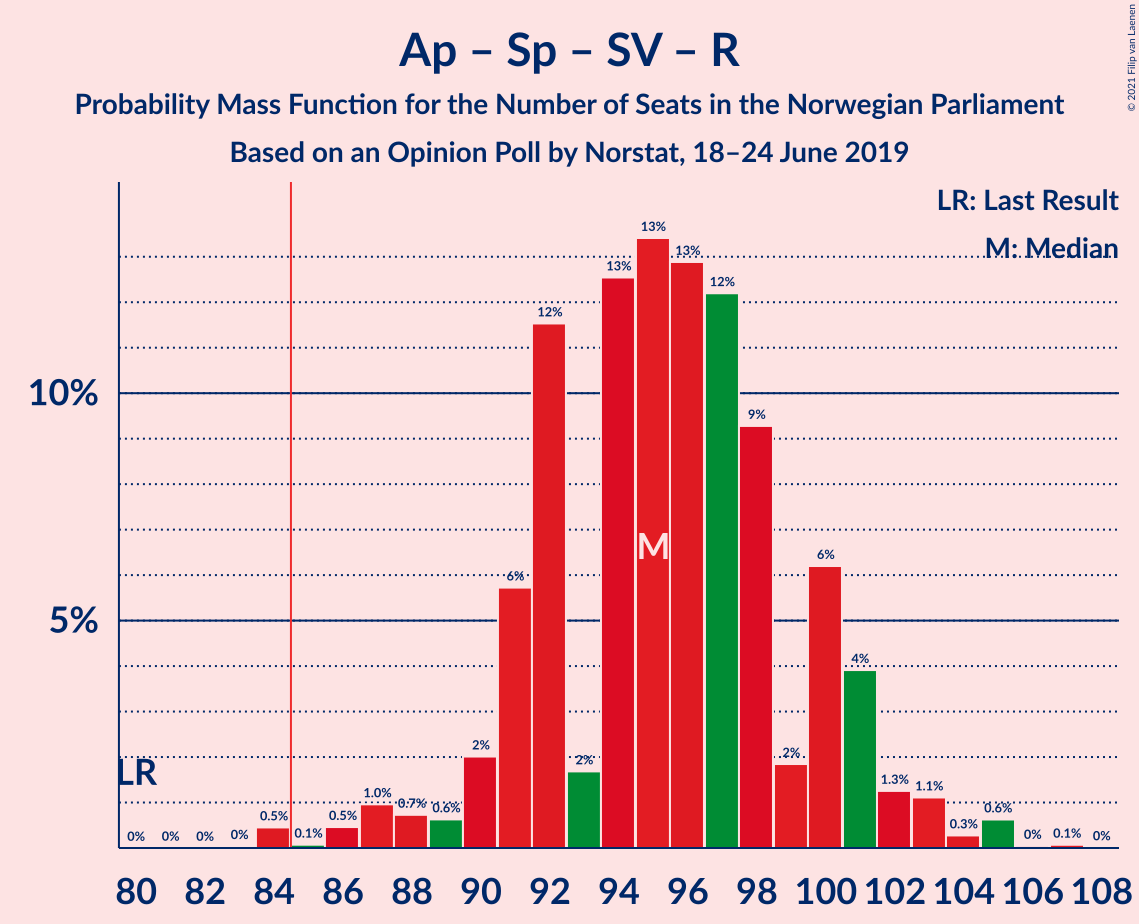 Ap – Sp – SV – R
Probability Mass Function for the Number of Seats in the Norwegian Parliament
Based on an Opinion Poll by Norstat, 18–24 June 2019
© 2021 Filip van Laenen
LR: Last Result
M: Median
10%
5%
LR
M
0% 0% 0% 0% 0.5% 0.1% 0.5% 1.0% 0.7% 0.6% 2% 6% 12% 2% 13% 13% 13% 12% 9% 2% 6% 4% 1.3% 1.1% 0.3% 0.6% 0% 0.1% 0%
80 82 84 86 88 90 92 94 96 98 100 102 104 106 108